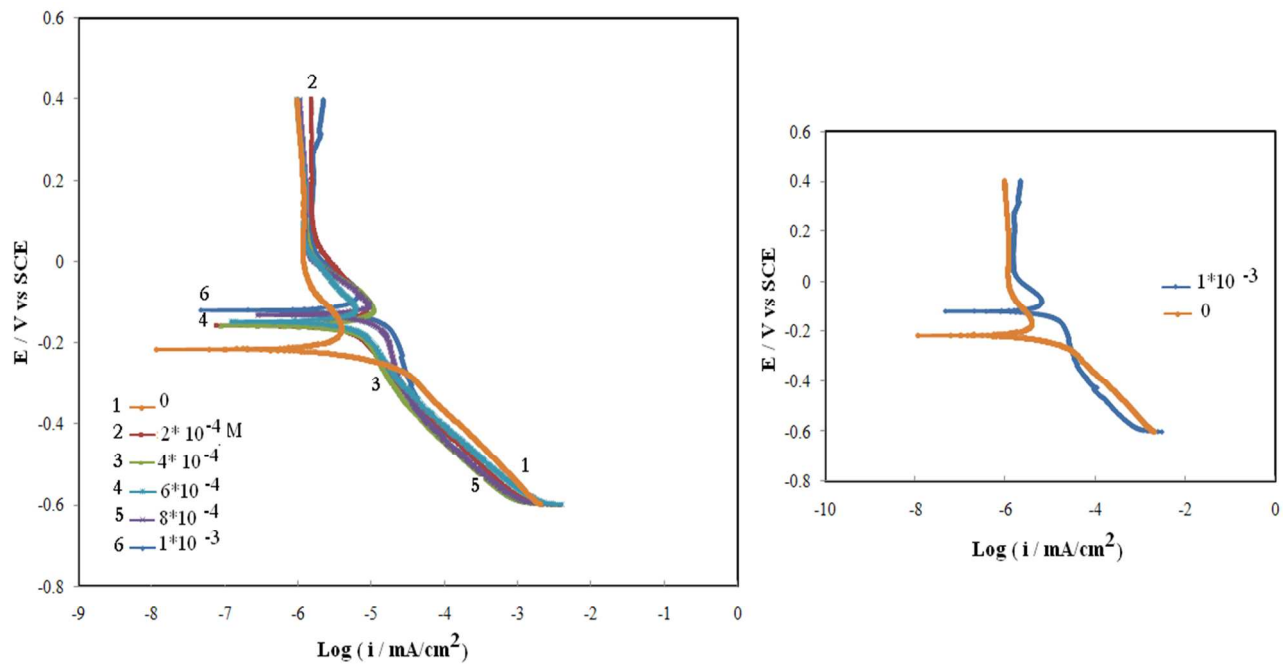 0.6
0.4
0.2
0
-0.2
-0.4
-0.6
-0.8
E / V vs SCE
2
6
4
3
1
5
1 0
2 2* 10 -4 M
3 4* 10 -4
4 6*10 -4
5 8*10 -4
6 1*10 -3
-9 -8 -7 -6 -5 -4 -3 -2 -1 0
Log ( i / mA/cm2)
0.6
0.4
0.2
0
-0.2
-0.4
-0.6
-0.8
E / V vs SCE
1*10 -3
0
-10 -8 -6 -4 -2 0
Log ( i / mA/cm2)